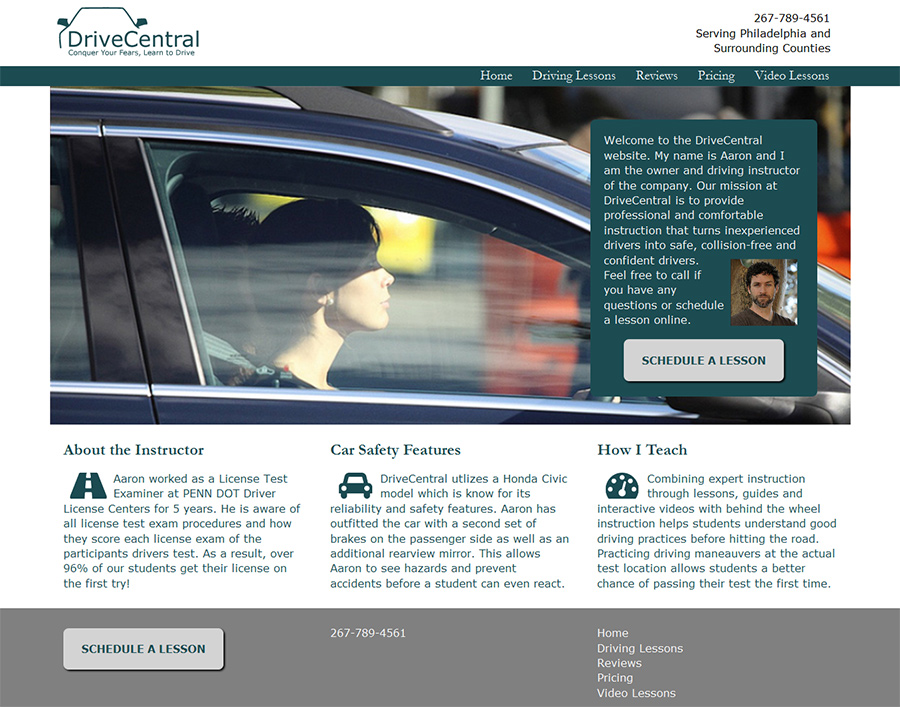 DriveCentral
Conquer Your Fears, Learn to Drive
267-789-4561
Serving Philadelphia and
Surrounding Counties
Home Driving Lessons Reviews Pricing Video Lessons
Welcome to the DriveCentral
website. My name is Aaron and I
am the owner and driving instructor
of the company. Our mission at
DriveCentral is to provide
professional and comfortable
instruction that turns inexperienced
drivers into safe, collision-free and
confident drivers.
Feel free to call if
you have any
questions or schedule
a lesson online.
SCHEDULE A LESSON
About the Instructor
Aaron worked as a License Test
Examiner at PENN DOT Driver
License Centers for 5 years. He is aware of
all license test exam procedures and how
they score each license exam of the
participants drivers test. As a result, over
96% of our students get their license on
the first try!
Car Safety Features
DriveCentral utlizes a Honda Civic
model which is know for its
reliability and safety features. Aaron has
outfitted the car with a second set of
brakes on the passenger side as well as an
additional rearview mirror. This allows
Aaron to see hazards and prevent
accidents before a student can even react.
How I Teach
Combining expert instruction
through lessons, guides and
interactive videos with behind the wheel
instruction helps students understand good
driving practices before hitting the road.
Practicing driving maneauvers at the actual
test location allows students a better
chance of passing their test the first time.
SCHEDULE A LESSON
267-789-4561
Home
Driving Lessons
Reviews
Pricing
Video Lessons